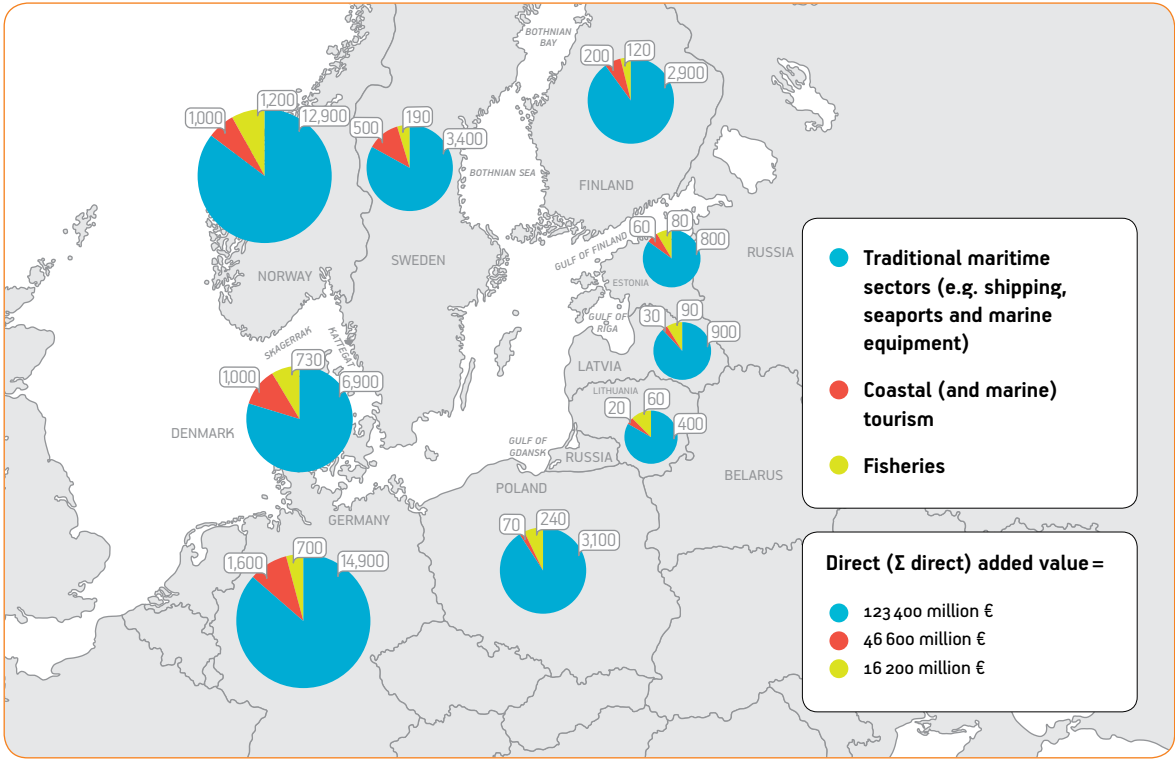 BOTHNIAN
BAY
200
120
2,900
1,000
1,200
12,900
500
190
3,400
BOTHNIAN SEA
FINLAND
60
80
800
GULF OF FINLAND
RUSSIA
NORWAY
SWEDEN
ESTONIA
30
90
900
GULF OF
RIGA
SKAGERRAK
KATTEGAT
LATVIA
1,000
730
6,900
LITHUANIA
20
60
400
DENMARK
GULF OF
GDANSK
RUSSIA
BELARUS
POLAND
GERMANY
70
240
3,100
1,600
700
14,900
Traditional maritime
sectors (e.g. shipping,
seaports and marine
equipment)
Coastal (and marine)
tourism
Fisheries
Direct (Σ direct) added value =
123 400 million €
46 600 million €
16 200 million €